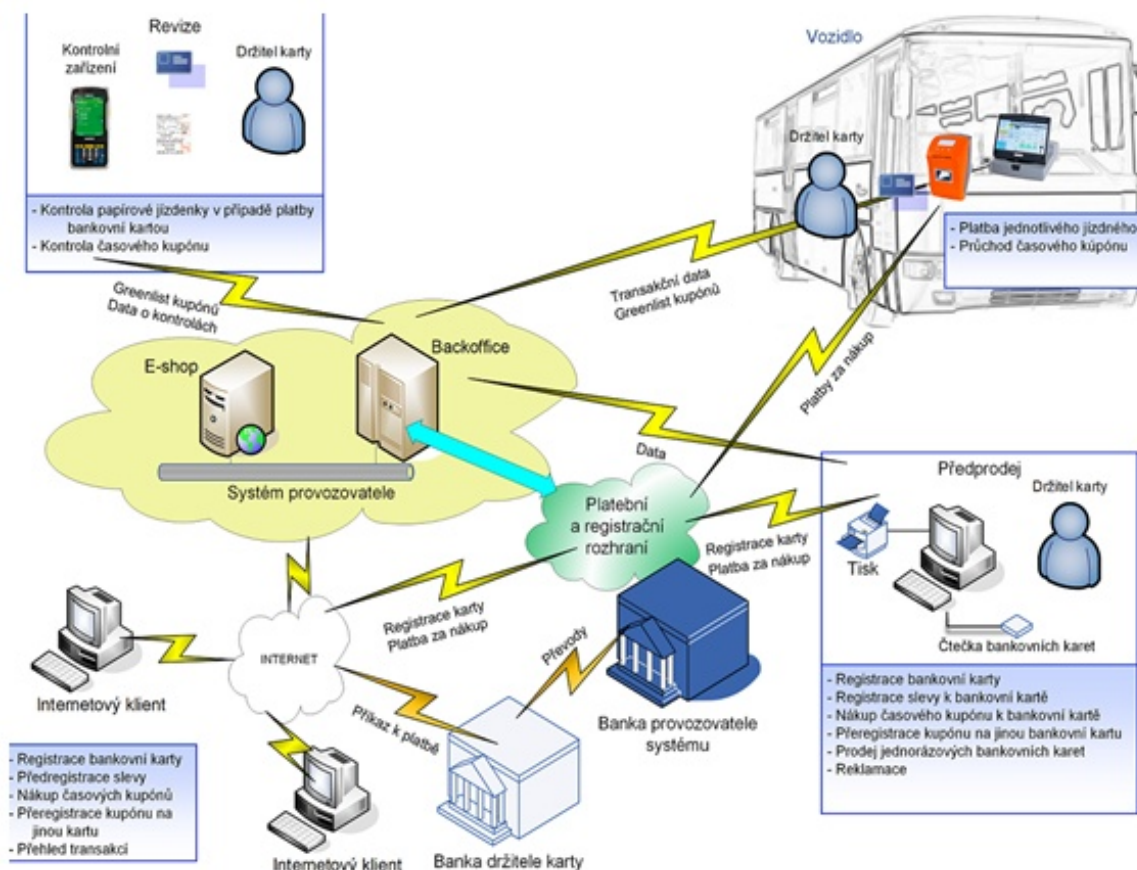 Revize
Kontrolní
zařízení
Držitel karty
- Kontrola papírové jízdenky v případě platby
bankovní kartou
- Kontrola časového kupónu
Vozidlo
Držitel karty
- Platba jednotlivého jízdného
- Průchod časového kúpónu
Greenlist kupónů
Data o kontrolách
Transakční data
Greenlist kupónů
Platby za nákup
E-shop
Backoffice
Systém provozovatele
Data
Platební
a registrační
rozhraní
Registrace karty
Platba za nákup
Předprodej
Držitel karty
Tisk
Čtečka bankovních karet
- Registrace bankovní karty
- Registrace slevy k bankovní kartě
- Nákup časového kupónu k bankovní kartě
- Přeregistrace kupónu na jinou bankovní kartu
- Prodej jednorázových bankovních karet
- Reklamace
Registrace karty
Platba za nákup
INTERNET
Internetový klient
Příkaz k platbě
Převody
Banka provozovatele
systému
- Registrace bankovní karty
- Předregistrace slevy
- Nákup časových kupónů
- Přeregistrace kupónu na
jinou kartu
- Přehled transakcí
Internetový klient
Banka držitele karty